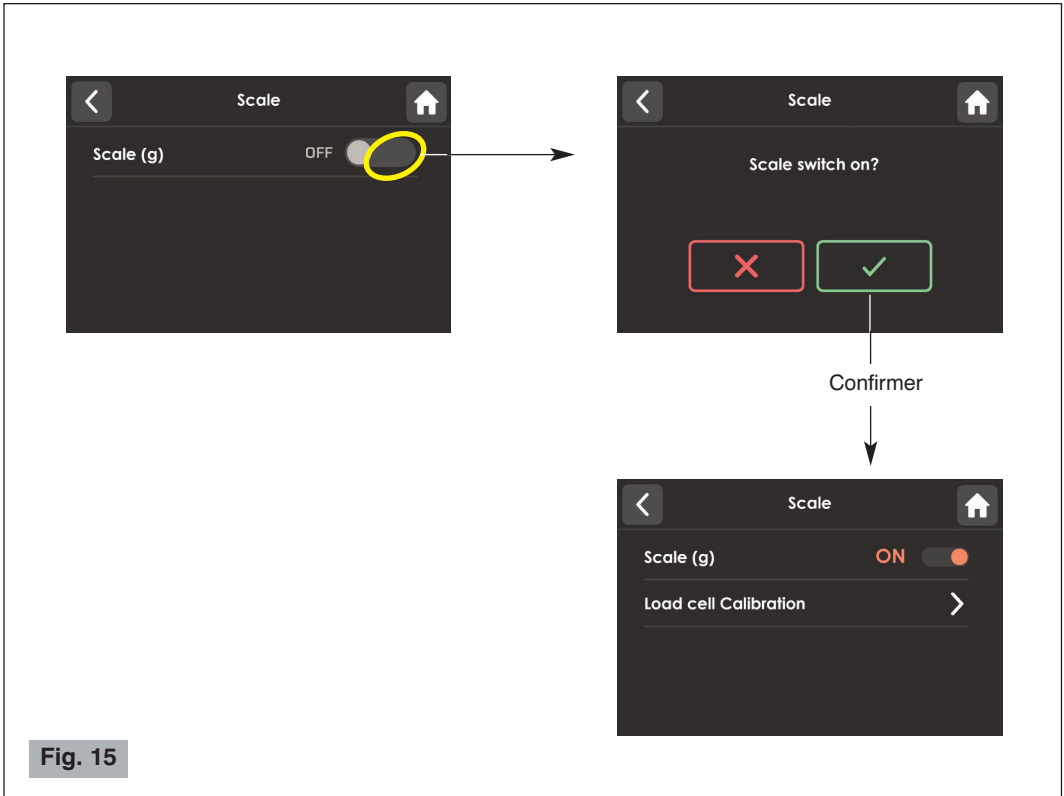 Scale
Scale (g) OFF
Scale
Scale switch on?
Confirmer
Scale
Scale (g) ON
Load cell Calibration
Fig. 15